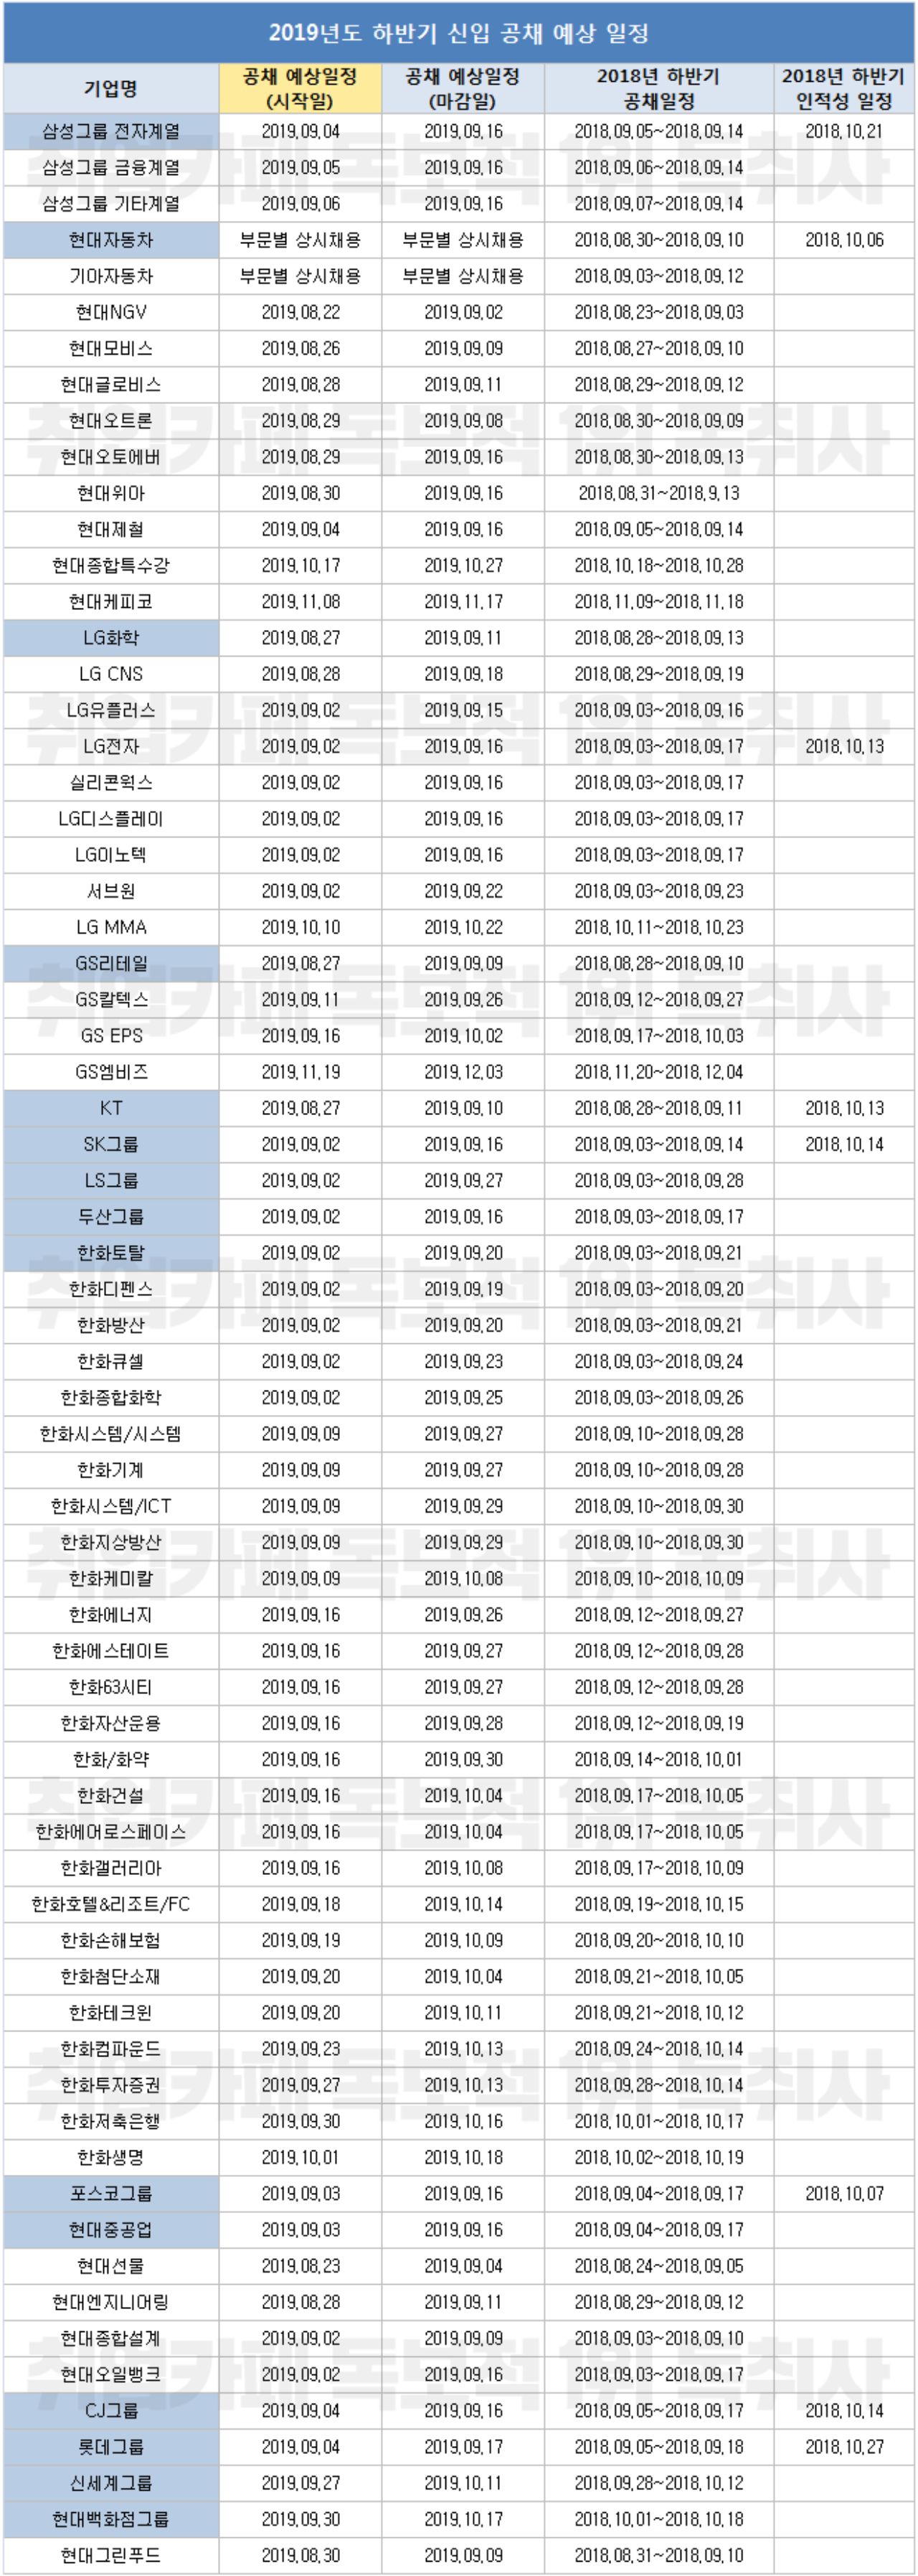 2019년도 하반기 신입 공채 예상 일정
기업명 공채 예상일정 (시작일) 공채 예상일정 (마감일) 2018년 하반기 공채일정 2018년 하반기 인적성 일정
삼성그룹 전자계열 2019.09.04 2019.09.16 2018.09.05~2018.09.14 2018.10.21
삼성그룹 금융계열 2019.09.05 2019.09.16 2018.09.06~2018.09.14
삼성그룹 기타계열 2019.09.06 2019.09.16 2018.09.07~2018.09.14
현대자동차 부문별 상시채용 부문별 상시채용 2018.08.30~2018.09.10 2018.10.06
기아자동차 부문별 상시채용 부문별 상시채용 2018.09.03~2018.09.12
현대NGV 2019.08.22 2019.09.02 2018.08.23~2018.09.03
현대모비스 2019.08.26 2019.09.09 2018.08.27~2018.09.10
현대글로비스 2019.08.28 2019.09.11 2018.08.29~2018.09.12
현대오트론 2019.08.29 2019.09.08 2018.08.30~2018.09.09
현대오토에버 2019.08.29 2019.09.16 2018.08.30~2018.09.13
현대위아 2019.08.30 2019.09.16 2018.08.31~2018.9.13
현대제철 2019.09.04 2019.09.16 2018.09.05~2018.09.14
현대종합특수강 2019.10.17 2019.10.27 2018.10.18~2018.10.28
현대케피코 2019.11.08 2019.11.17 2018.11.09~2018.11.18
LG화학 2019.08.27 2019.09.11 2018.08.28~2018.09.13
LG CNS 2019.08.28 2019.09.18 2018.08.29~2018.09.19
LG유플러스 2019.09.02 2019.09.15 2018.09.03~2018.09.16
LG전자 2019.09.02 2019.09.16 2018.09.03~2018.09.17 2018.10.13
실리콘웍스 2019.09.02 2019.09.16 2018.09.03~2018.09.17
LG디스플레이 2019.09.02 2019.09.16 2018.09.03~2018.09.17
LG이노텍 2019.09.02 2019.09.16 2018.09.03~2018.09.17
서브원 2019.09.02 2019.09.22 2018.09.03~2018.09.23
LG MMA 2019.10.10 2019.10.22 2018.10.11~2018.10.23
GS리테일 2019.08.27 2019.09.09 2018.08.28~2018.09.10
GS칼텍스 2019.09.11 2019.09.26 2018.09.12~2018.09.27
GS EPS 2019.09.16 2019.10.02 2018.09.17~2018.10.03
GS엠비즈 2019.11.19 2019.12.03 2018.11.20~2018.12.04
KT 2019.08.27 2019.09.10 2018.08.28~2018.09.11 2018.10.13
SK그룹 2019.09.02 2019.09.16 2018.09.03~2018.09.14 2018.10.14
LS그룹 2019.09.02 2019.09.27 2018.09.03~2018.09.28
두산그룹 2019.09.02 2019.09.16 2018.09.03~2018.09.17
한화토탈 2019.09.02 2019.09.20 2018.09.03~2018.09.21
한화디펜스 2019.09.02 2019.09.19 2018.09.03~2018.09.20
한화방산 2019.09.02 2019.09.20 2018.09.03~2018.09.21
한화큐셀 2019.09.02 2019.09.23 2018.09.03~2018.09.24
한화종합화학 2019.09.02 2019.09.25 2018.09.03~2018.09.26
한화시스템/시스템 2019.09.09 2019.09.27 2018.09.10~2018.09.28
한화기계 2019.09.09 2019.09.27 2018.09.10~2018.09.28
한화시스템/ICT 2019.09.09 2019.09.29 2018.09.10~2018.09.30
한화지상방산 2019.09.09 2019.09.29 2018.09.10~2018.09.30
한화케미칼 2019.09.09 2019.10.08 2018.09.10~2018.10.09
한화에너지 2019.09.16 2019.09.26 2018.09.12~2018.09.27
한화에스테이트 2019.09.16 2019.09.27 2018.09.12~2018.09.28
한화63시티 2019.09.16 2019.09.27 2018.09.12~2018.09.28
한화자산운용 2019.09.16 2019.09.28 2018.09.12~2018.09.19
한화/화약 2019.09.16 2019.09.30 2018.09.14~2018.10.01
한화건설 2019.09.16 2019.10.04 2018.09.17~2018.10.05
한화에어로스페이스 2019.09.16 2019.10.04 2018.09.17~2018.10.05
한화갤러리아 2019.09.16 2019.10.08 2018.09.17~2018.10.09
한화호텔&리조트/FC 2019.09.18 2019.10.14 2018.09.19~2018.10.15
한화손해보험 2019.09.19 2019.10.09 2018.09.20~2018.10.10
한화첨단소재 2019.09.20 2019.10.04 2018.09.21~2018.10.05
한화테크윈 2019.09.20 2019.10.11 2018.09.21~2018.10.12
한화컴파운드 2019.09.23 2019.10.13 2018.09.24~2018.10.14
한화투자증권 2019.09.27 2019.10.13 2018.09.28~2018.10.14
한화저축은행 2019.09.30 2019.10.16 2018.10.01~2018.10.17
한화생명 2019.10.01 2019.10.18 2018.10.02~2018.10.19
포스코그룹 2019.09.03 2019.09.16 2018.09.04~2018.09.17 2018.10.07
현대중공업 2019.09.03 2019.09.16 2018.09.04~2018.09.17
현대선물 2019.08.23 2019.09.04 2018.08.24~2018.09.05
현대엔지니어링 2019.08.28 2019.09.11 2018.08.29~2018.09.12
현대종합설계 2019.09.02 2019.09.09 2018.09.03~2018.09.10
현대오일뱅크 2019.09.02 2019.09.16 2018.09.03~2018.09.17
CJ그룹 2019.09.04 2019.09.16 2018.09.05~2018.09.17 2018.10.14
롯데그룹 2019.09.04 2019.09.17 2018.09.05~2018.09.18 2018.10.27
신세계그룹 2019.09.27 2019.10.11 2018.09.28~2018.10.12
현대백화점그룹 2019.09.30 2019.10.17 2018.10.01~2018.10.18
현대그린푸드 2019.08.30 2019.09.09 2018.08.31~2018.09.10